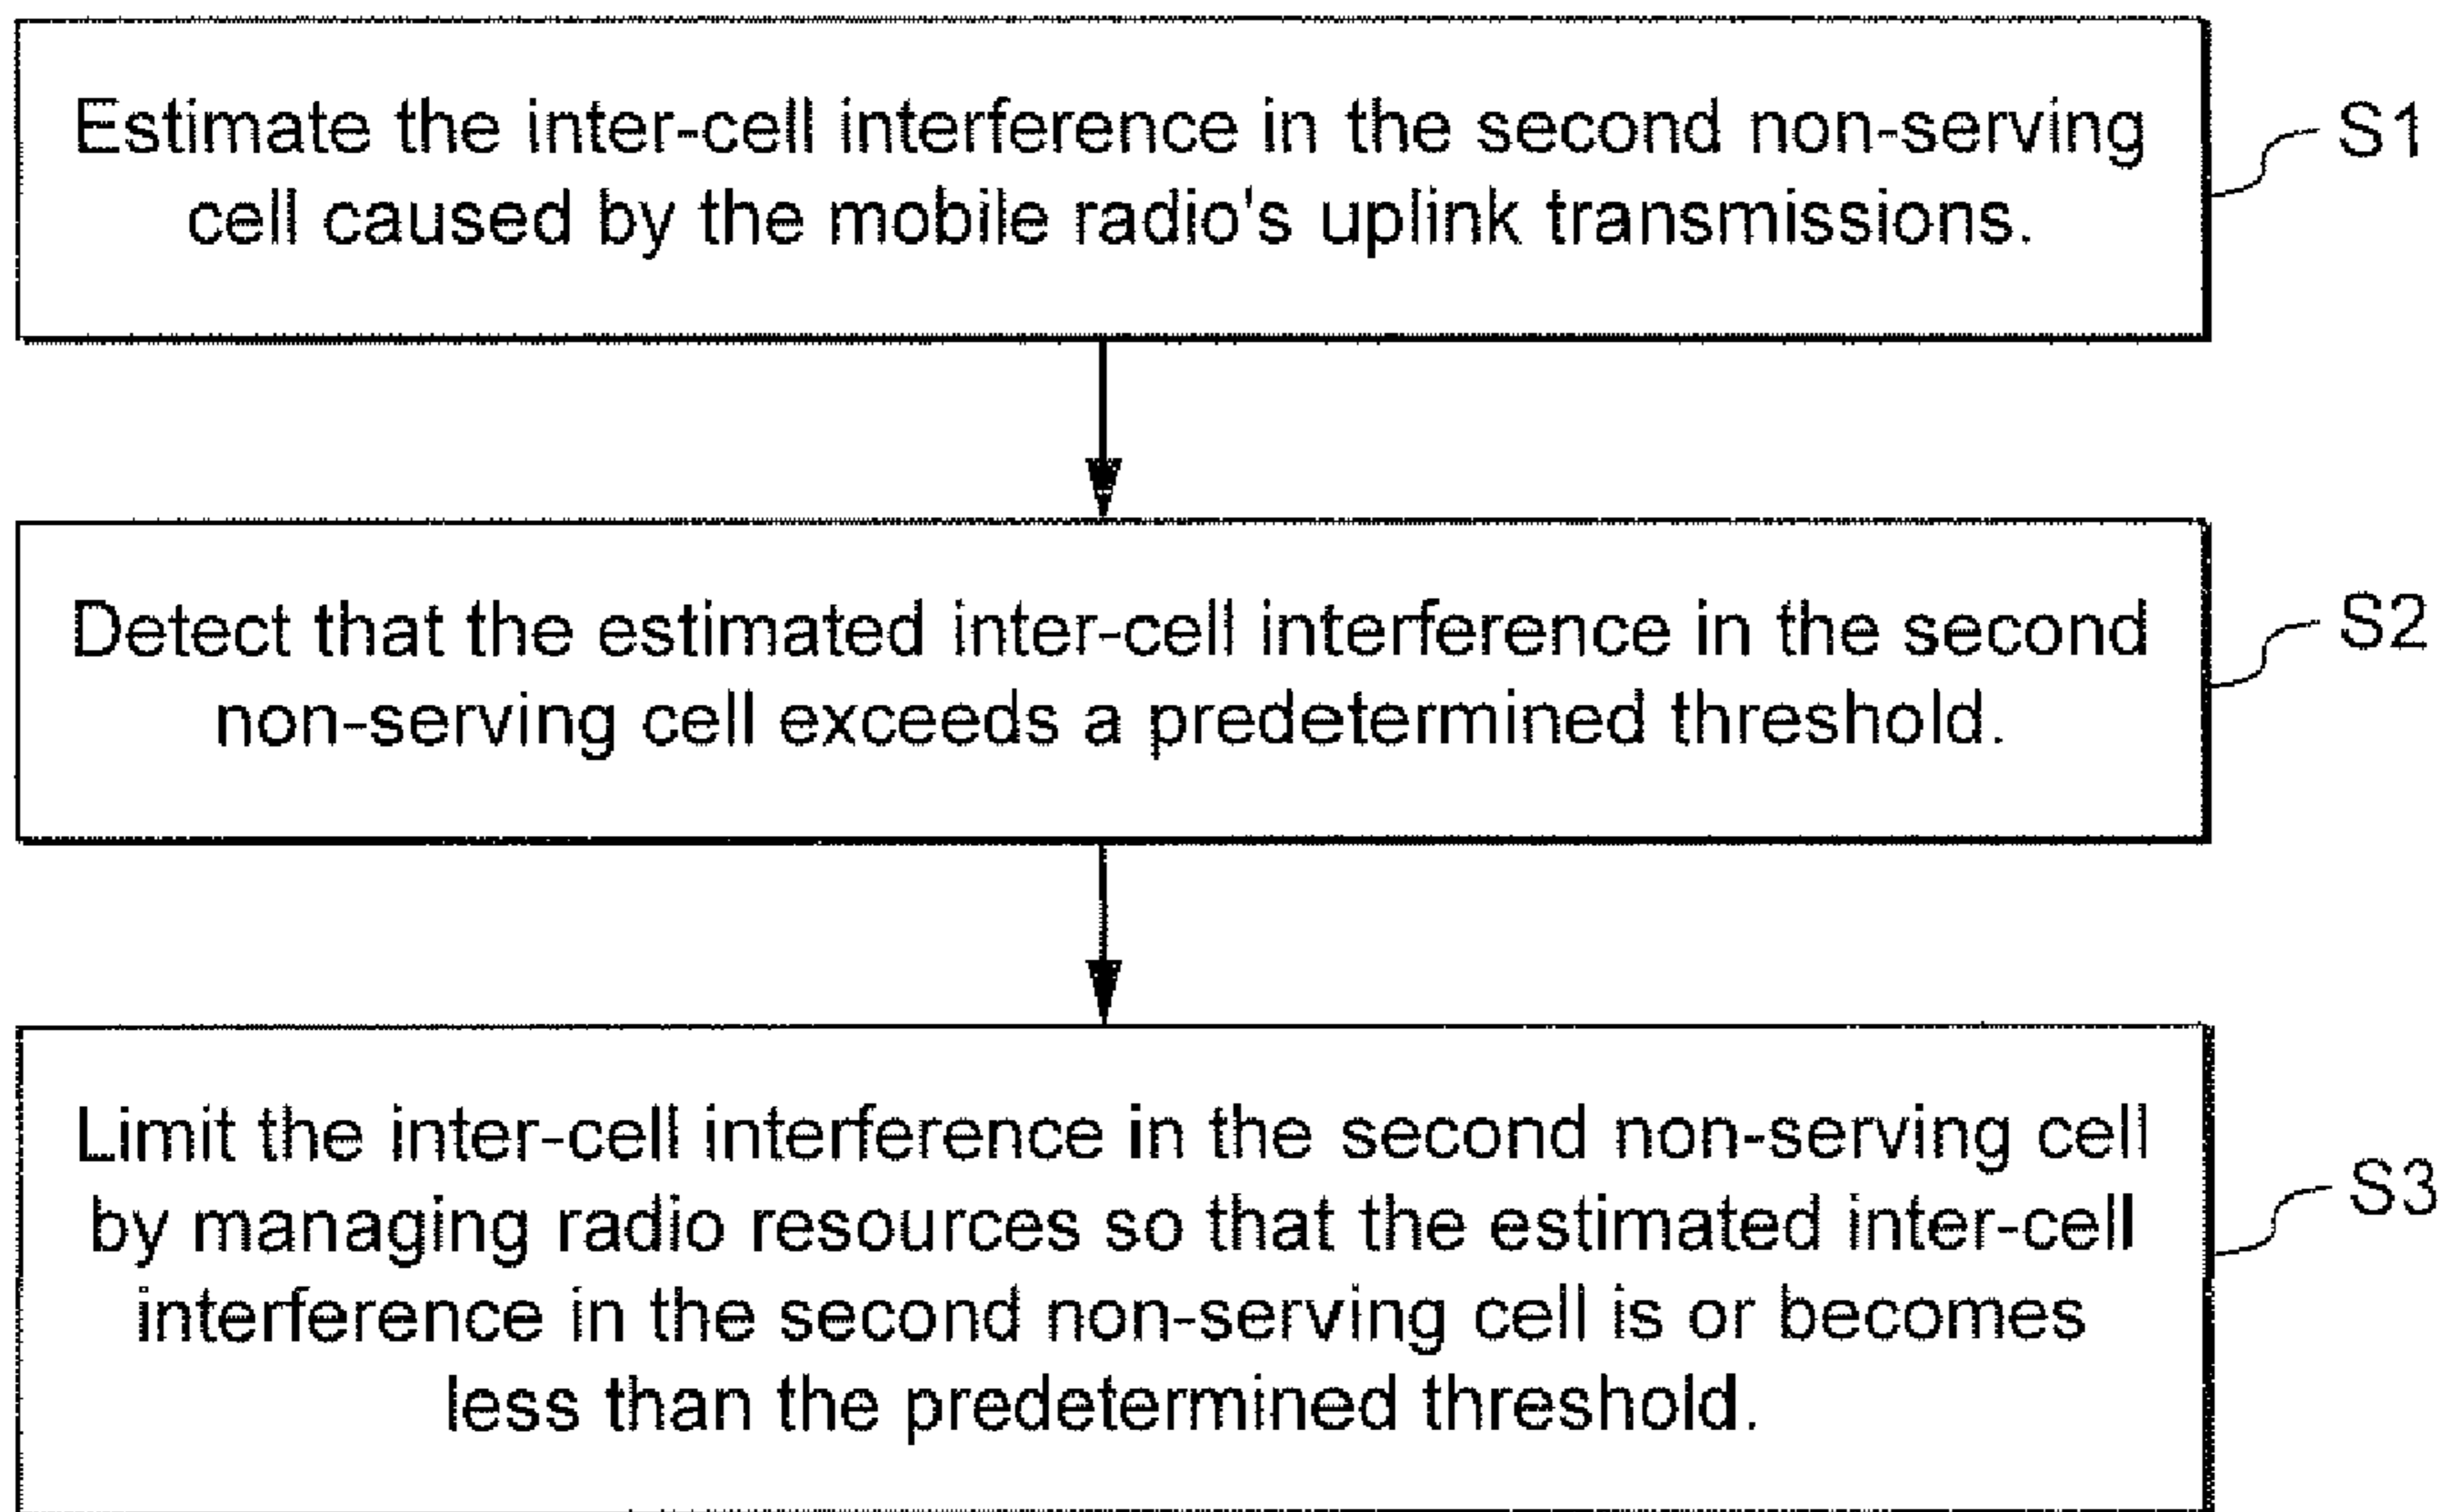 Estimate the inter-cell interference in the second non-serving
cell caused by the mobile radio's uplink transmissions.
S1
Detect that the estimated inter-cell interference in the second
non-serving cell exceeds a predetermined threshold.
S2
Limit the inter-cell interference in the second non-serving cell
by managing radio resources so that the estimated inter-cell
interference in the second non-serving cell is or becomes
less than the predetermined threshold.
S3